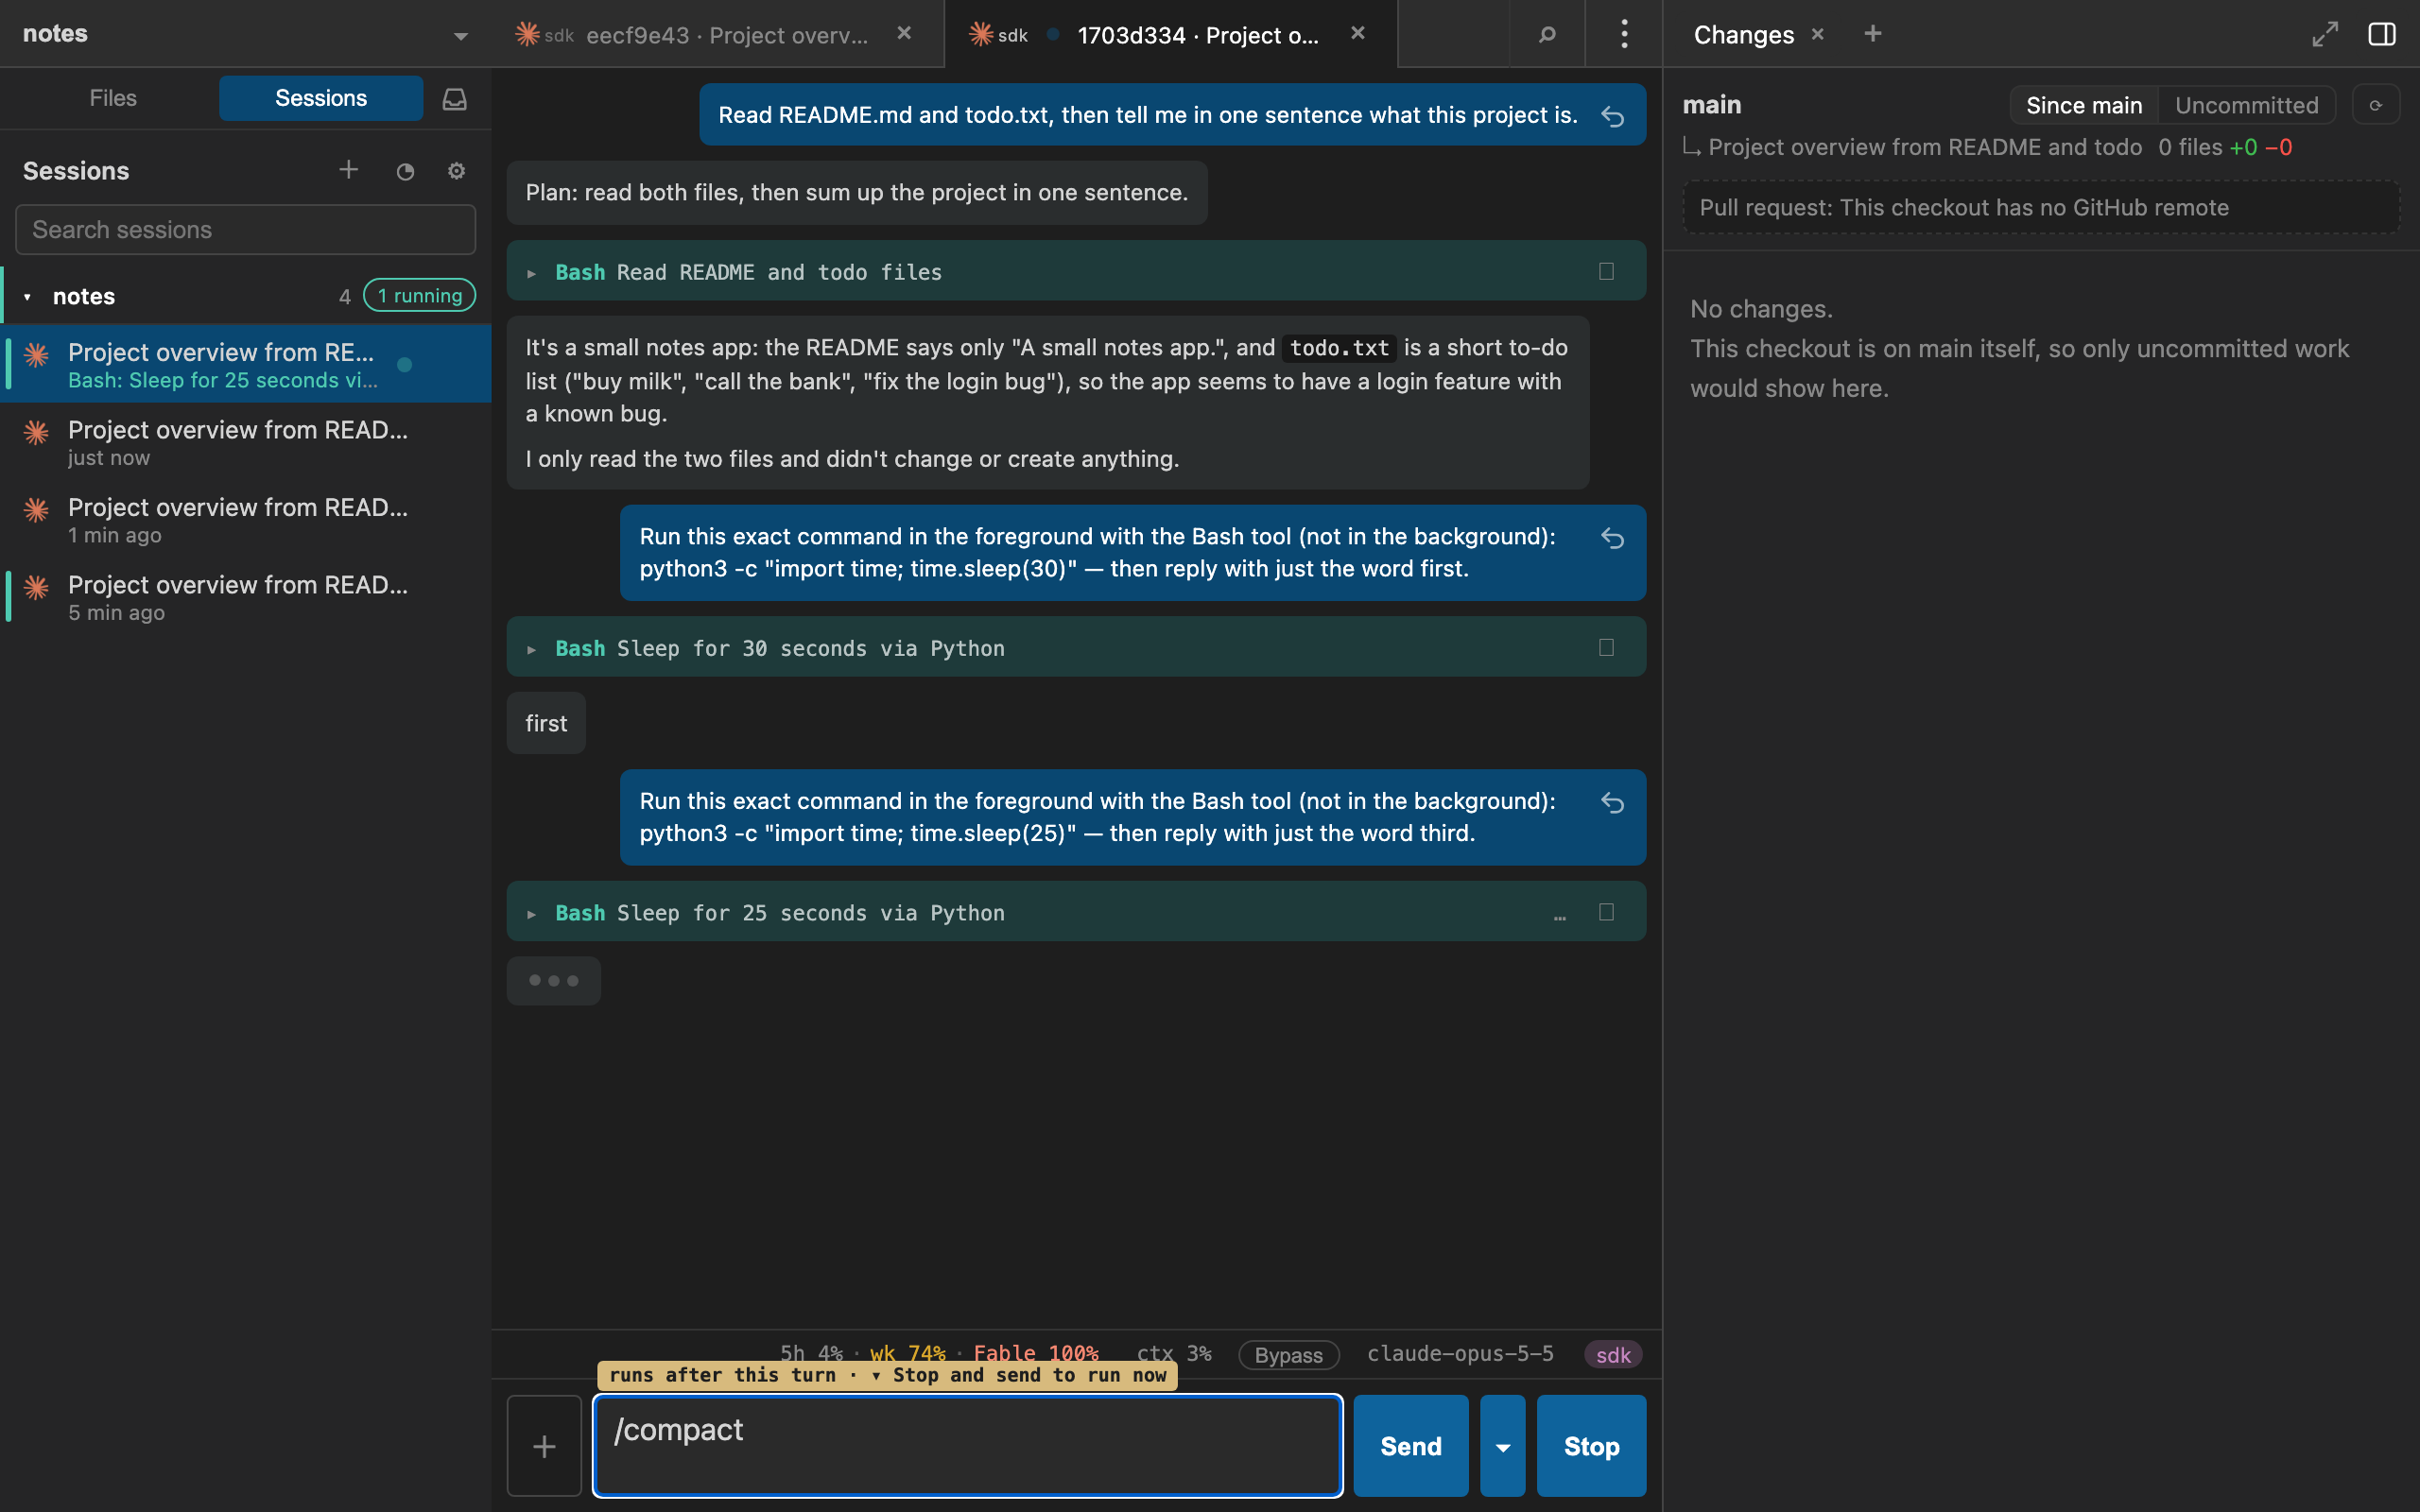 notes
Files
Sessions
Sessions
Search sessions
notes 4 1 running
Project overview from RE...
Bash: Sleep for 25 seconds vi...
Project overview from READ...
just now
Project overview from READ...
1 min ago
Project overview from READ...
5 min ago
sdk eecf9e43 · Project overv...
sdk 1703d334 · Project o...
Read README.md and todo.txt, then tell me in one sentence what this project is.
Plan: read both files, then sum up the project in one sentence.
Bash Read README and todo files
It's a small notes app: the README says only "A small notes app.", and todo.txt is a short to-do
list ("buy milk", "call the bank", "fix the login bug"), so the app seems to have a login feature with
a known bug.
I only read the two files and didn't change or create anything.
Run this exact command in the foreground with the Bash tool (not in the background):
python3 -c "import time; time.sleep(30)" — then reply with just the word first.
Bash Sleep for 30 seconds via Python
first
Run this exact command in the foreground with the Bash tool (not in the background):
python3 -c "import time; time.sleep(25)" — then reply with just the word third.
Bash Sleep for 25 seconds via Python …
5h 4% · wk 74% · Fable 100% ctx 3% Bypass claude-opus-5-5 sdk
runs after this turn · ▾ Stop and send to run now
/compact
Send
Stop
Changes
main
Since main Uncommitted
Project overview from README and todo 0 files +0 −0
Pull request: This checkout has no GitHub remote
No changes.
This checkout is on main itself, so only uncommitted work
would show here.